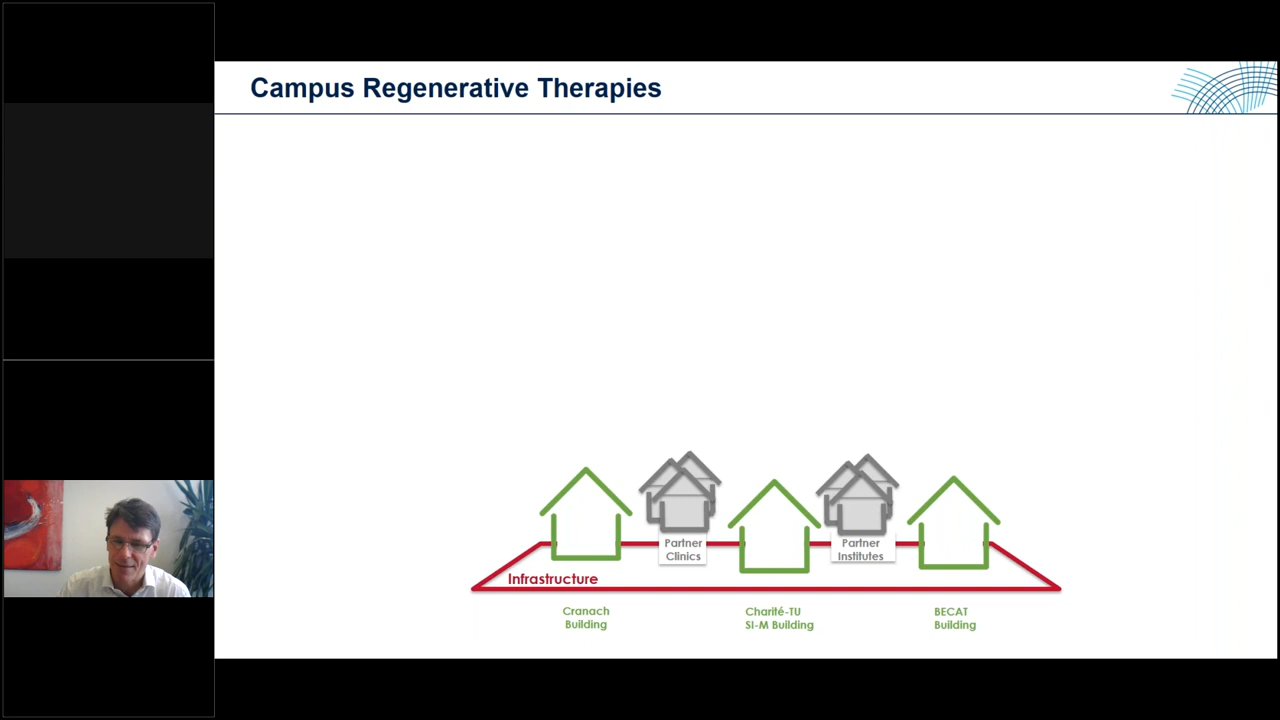 Campus Regenerative Therapies
Partner
Clinics
Partner
Institutes
Infrastructure
Cranach
Building
Charité-TU
SI-M Building
BECAT
Building